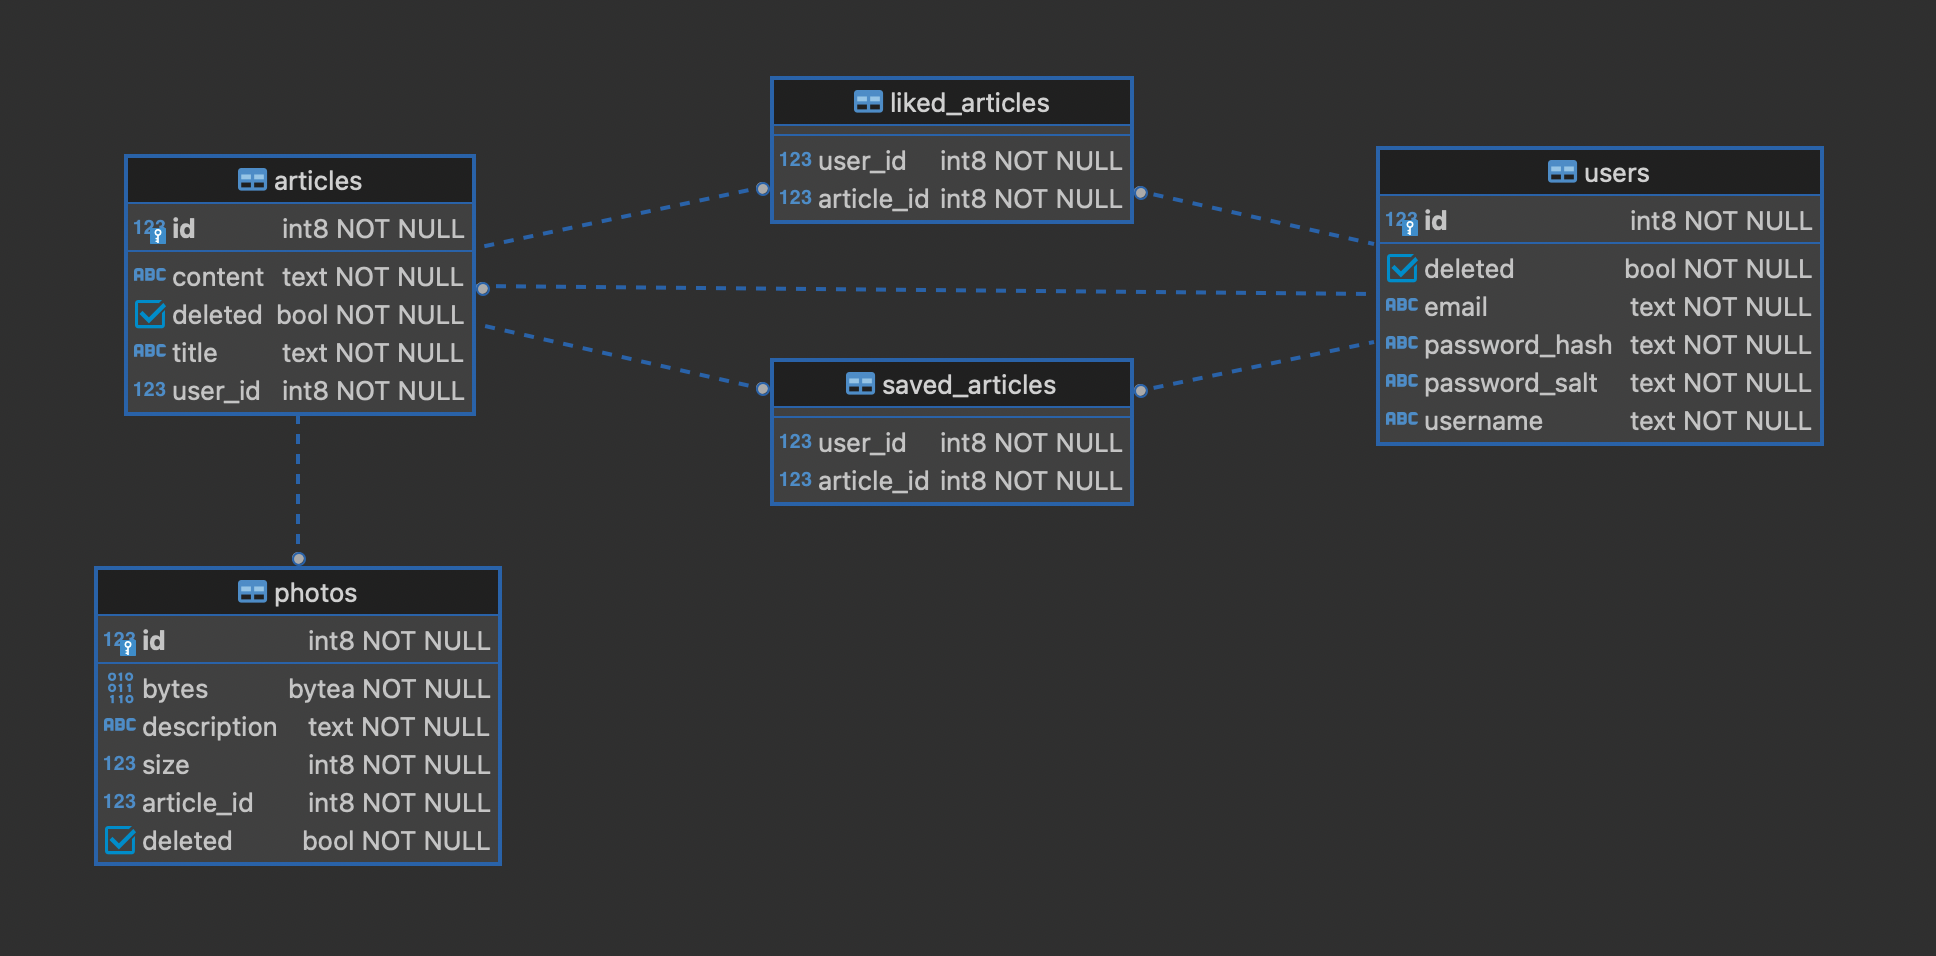 articles
123 id int8 NOT NULL
ABC content text NOT NULL
deleted bool NOT NULL
ABC title text NOT NULL
123 user_id int8 NOT NULL
liked_articles
123 user_id int8 NOT NULL
123 article_id int8 NOT NULL
saved_articles
123 user_id int8 NOT NULL
123 article_id int8 NOT NULL
users
123 id int8 NOT NULL
deleted bool NOT NULL
ABC email text NOT NULL
ABC password_hash text NOT NULL
ABC password_salt text NOT NULL
ABC username text NOT NULL
photos
123 id int8 NOT NULL
010
011
110 bytes bytea NOT NULL
ABC description text NOT NULL
123 size int8 NOT NULL
123 article_id int8 NOT NULL
deleted bool NOT NULL